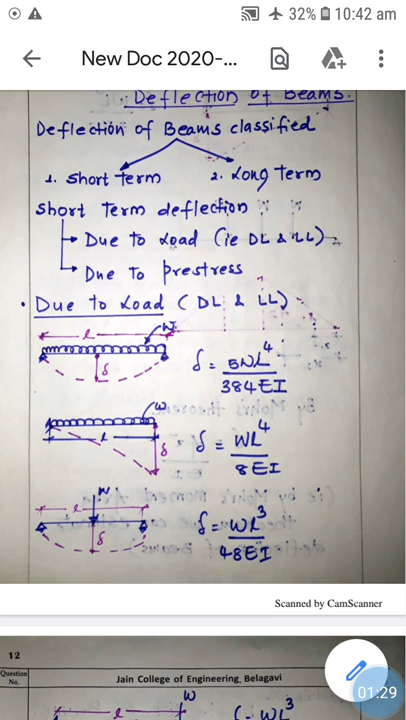 32% 10:42 am
New Doc 2020-...
Deflection of Beams.
Deflection of Beams classified
1. Short Term 2. Long Term
Short Term deflection
Due to Load (ie DL & LL)
Due to prestress
• Due to Load (DL & LL)
l W
δ δ = 5WL⁴/384EI
w
l δ δ = WL⁴/8EI
W
l δ δ = WL³/48EI
Scanned by CamScanner
12
Question No. Jain College of Engineering, Belagavi
01:29
l W WL³